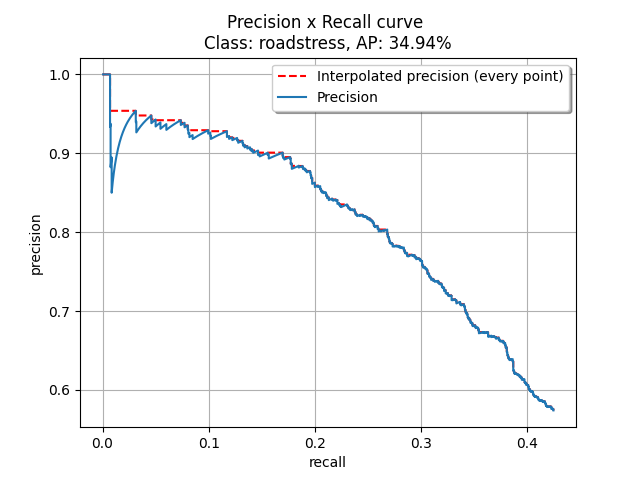 Precision x Recall curve
Class: roadstress, AP: 34.94%
Interpolated precision (every point)
Precision
1.0
0.9
0.8
0.7
0.6
precision
0.0 0.1 0.2 0.3 0.4
recall